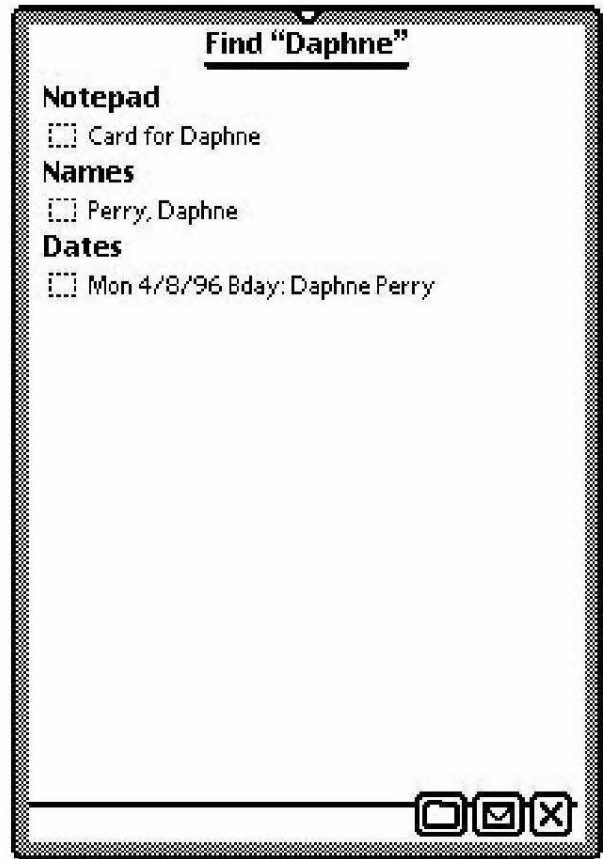 Find “Daphne”
Notepad
Card for Daphne
Names
Perry, Daphne
Dates
Mon 4/8/96 Bday: Daphne Perry